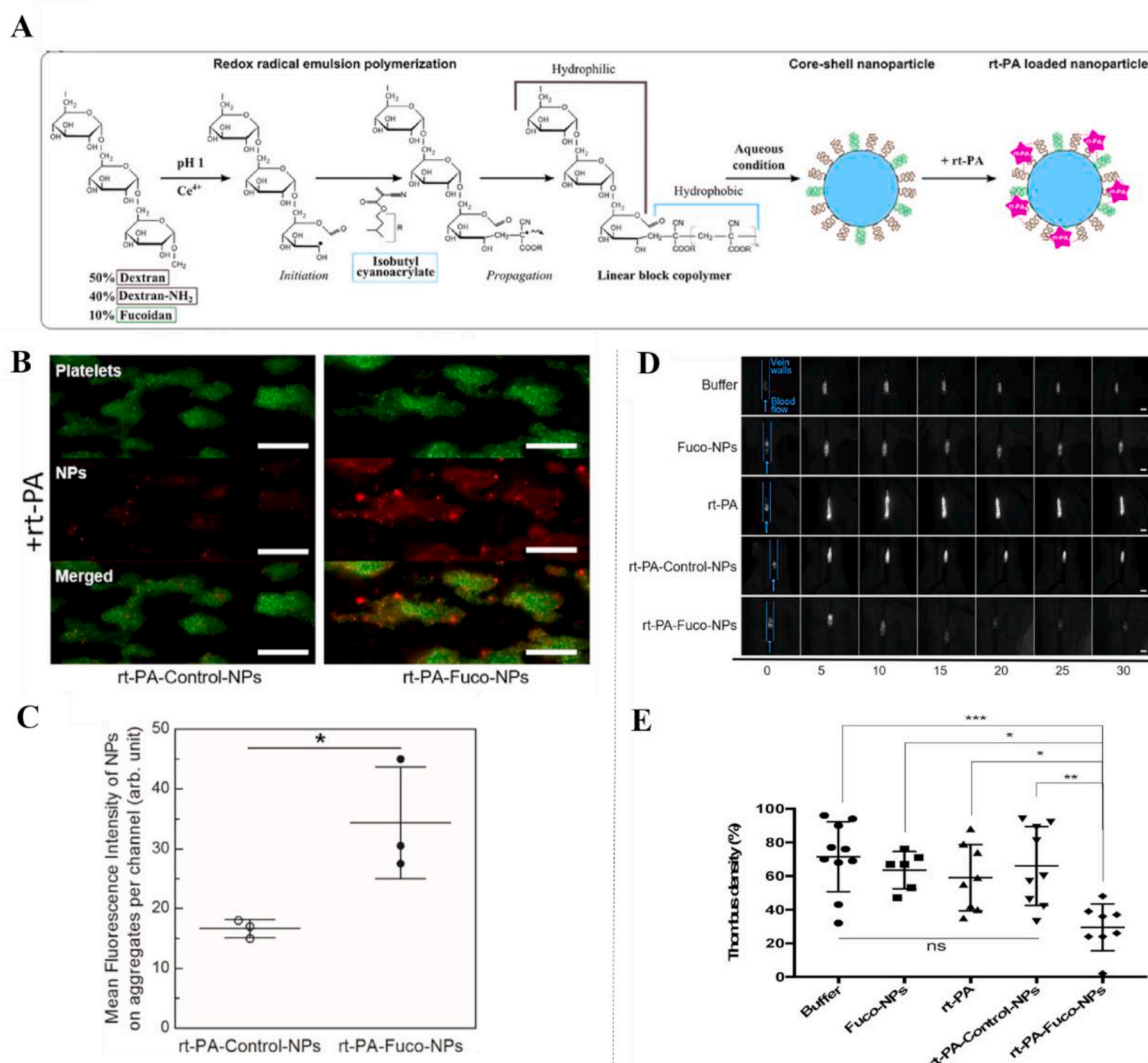 A
Redox radical emulsion polymerization
Core-shell nanoparticle
rt-PA loaded nanoparticle
Hydrophilic
pH 1
Ce4+
Aqueous
condition
+ rt-PA
Hydrophobic
Initiation
Isobutyl
cyanoacrylate
Propagation
Linear block copolymer
50% Dextran
40% Dextran-NH2
10% Fucoidan
B
Platelets
NPs
Merged
+rt-PA
rt-PA-Control-NPs
rt-PA-Fuco-NPs
C
Mean Fluorescence Intensity of NPs
on aggregates per channel (arb. unit)
50
40
30
20
10
0
*
rt-PA-Control-NPs
rt-PA-Fuco-NPs
D
Vein
walls
Blood
flow
Buffer
Fuco-NPs
rt-PA
rt-PA-Control-NPs
rt-PA-Fuco-NPs
0 5 10 15 20 25 30
E
***
*
*
**
Thombus density (%)
100
80
60
40
20
0
ns
Buffer
Fuco-NPs
rt-PA
rt-PA-Control-NPs
rt-PA-Fuco-NPs